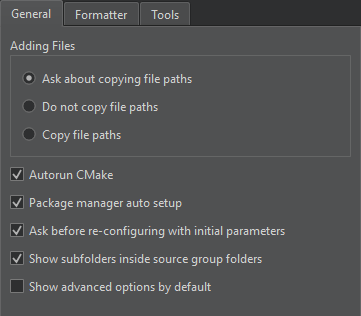 General Formatter Tools
Adding Files
Ask about copying file paths
Do not copy file paths
Copy file paths
Autorun CMake
Package manager auto setup
Ask before re-configuring with initial parameters
Show subfolders inside source group folders
Show advanced options by default